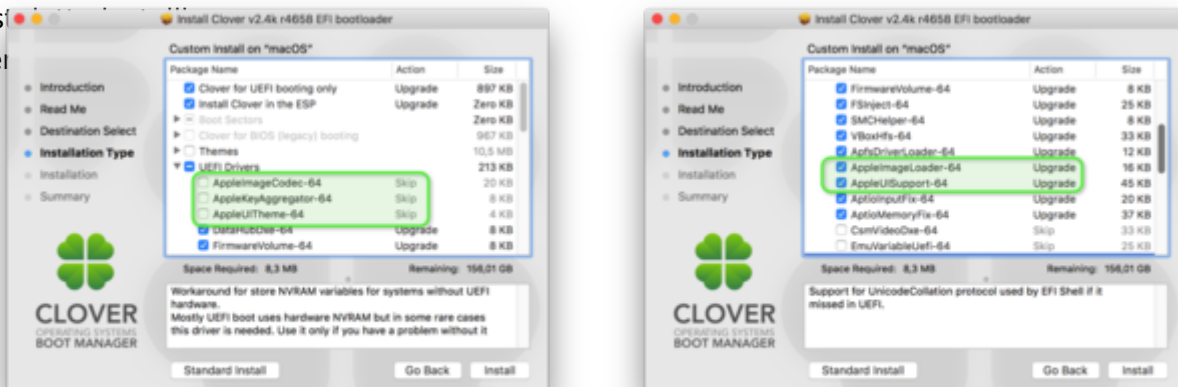 Install Clover v2.4k r4658 EFI bootloader
Custom Install on "macOS"
Package Name Action Size
Clover for UEFI booting only Upgrade 897 KB
Install Clover in the ESP Upgrade Zero KB
Boot Sectors Zero KB
Clover for BIOS (legacy) booting 967 KB
Themes 10,5 MB
UEFI Drivers 213 KB
AppleImageCodec-64 Skip 20 KB
AppleKeyAggregator-64 Skip 8 KB
AppleUITheme-64 Skip 4 KB
DataHubDxe-64 Upgrade 8 KB
FirmwareVolume-64 Upgrade 8 KB
Introduction
Read Me
Destination Select
Installation Type
Installation
Summary
Space Required: 8,3 MB Remaining: 156,01 GB
Workaround for store NVRAM variables for systems without UEFI
hardware.
Mostly UEFI boot uses hardware NVRAM but in some rare cases
this driver is needed. Use it only if you have a problem without it
CLOVER
OPERATING SYSTEMS
BOOT MANAGER
Standard Install Go Back Install
Install Clover v2.4k r4658 EFI bootloader
Custom Install on "macOS"
Package Name Action Size
FirmwareVolume-64 Upgrade 8 KB
FSInject-64 Upgrade 25 KB
SMCHelper-64 Upgrade 8 KB
VBoxHfs-64 Upgrade 33 KB
ApfsDriverLoader-64 Upgrade 12 KB
AppleImageLoader-64 Upgrade 16 KB
AppleUISupport-64 Upgrade 45 KB
AptioInputFix-64 Upgrade 20 KB
AptioMemoryFix-64 Upgrade 37 KB
CsmVideoDxe-64 Skip 33 KB
EmuVariableUefi-64 Skip 25 KB
Introduction
Read Me
Destination Select
Installation Type
Installation
Summary
Space Required: 8,3 MB Remaining: 156,01 GB
Support for UnicodeCollation protocol used by EFI Shell if it
missed in UEFI.
CLOVER
OPERATING SYSTEMS
BOOT MANAGER
Standard Install Go Back Install